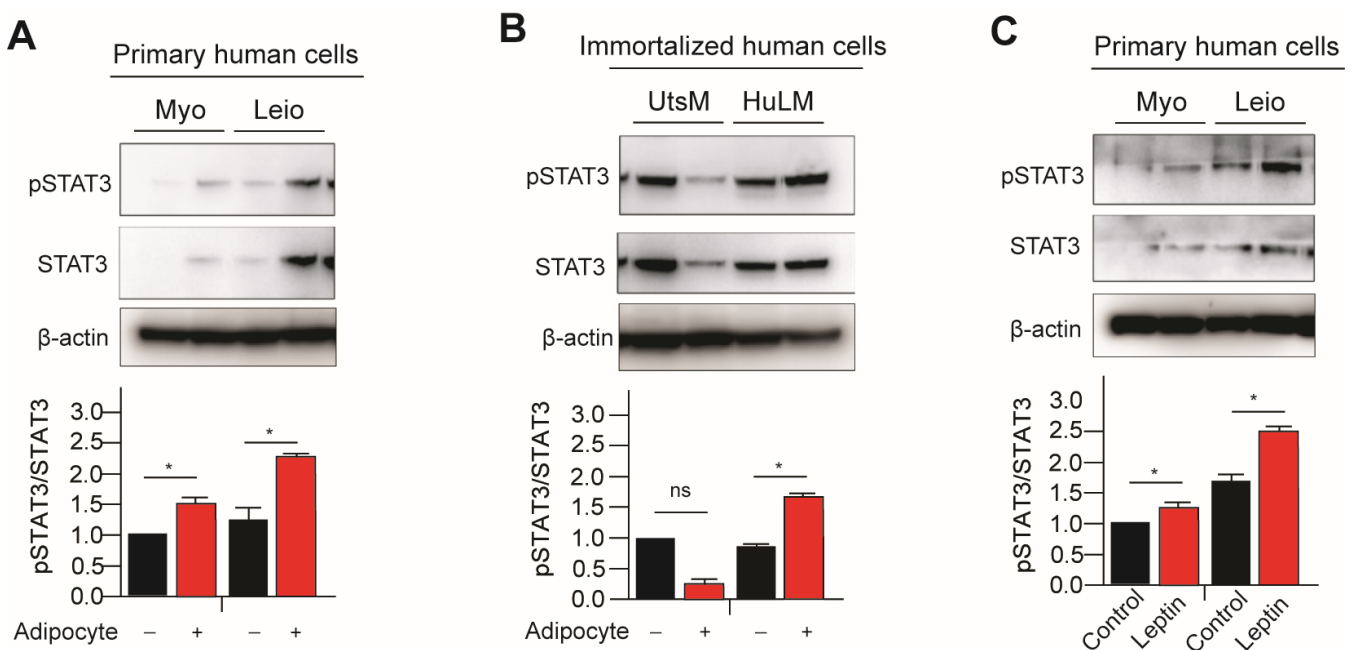 A
Primary human cells
Myo Leio
pSTAT3
STAT3
β-actin
pSTAT3/STAT3
3.0
2.5
2.0
1.5
1.0
0.5
0.0
*
*
Adipocyte – + – +
B
Immortalized human cells
UtsM HuLM
pSTAT3
STAT3
β-actin
pSTAT3/STAT3
3.0
2.5
2.0
1.5
1.0
0.5
0.0
ns
*
Adipocyte – + – +
C
Primary human cells
Myo Leio
pSTAT3
STAT3
β-actin
pSTAT3/STAT3
3.0
2.5
2.0
1.5
1.0
0.5
0.0
*
*
Control Leptin Control Leptin